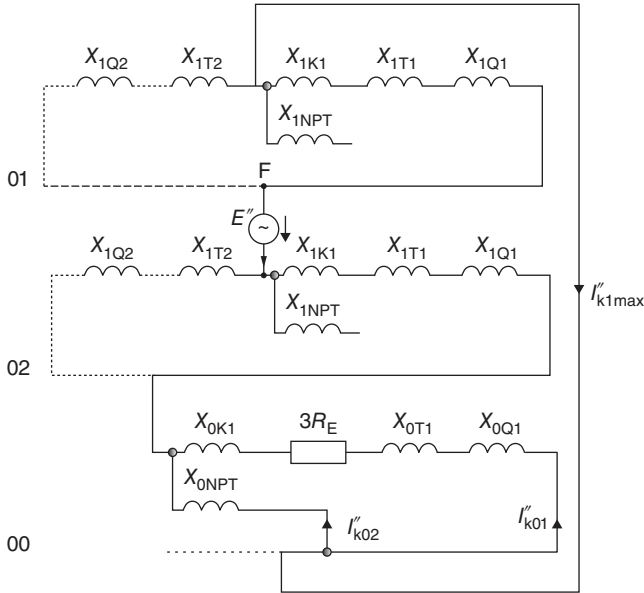 X1Q2 X1T2 X1K1 X1T1 X1Q1
X1NPT
F
01
E″
~
X1Q2 X1T2 X1K1 X1T1 X1Q1
X1NPT
I″k1max
02
X0K1 3RE X0T1 X0Q1
X0NPT
I″k02 I″k01
00